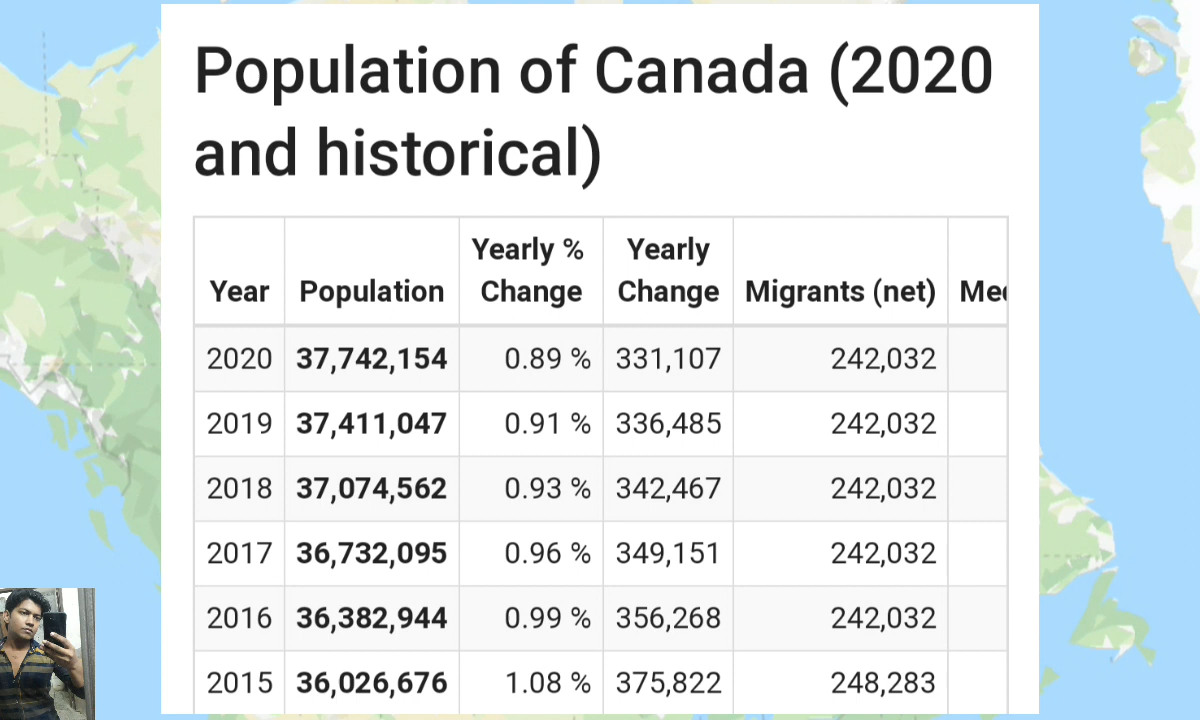 Population of Canada (2020
and historical)
Yearly % Yearly
Year Population Change Change Migrants (net)
2020 37,742,154 0.89 % 331,107 242,032
2019 37,411,047 0.91 % 336,485 242,032
2018 37,074,562 0.93 % 342,467 242,032
2017 36,732,095 0.96 % 349,151 242,032
2016 36,382,944 0.99 % 356,268 242,032
2015 36,026,676 1.08 % 375,822 248,283